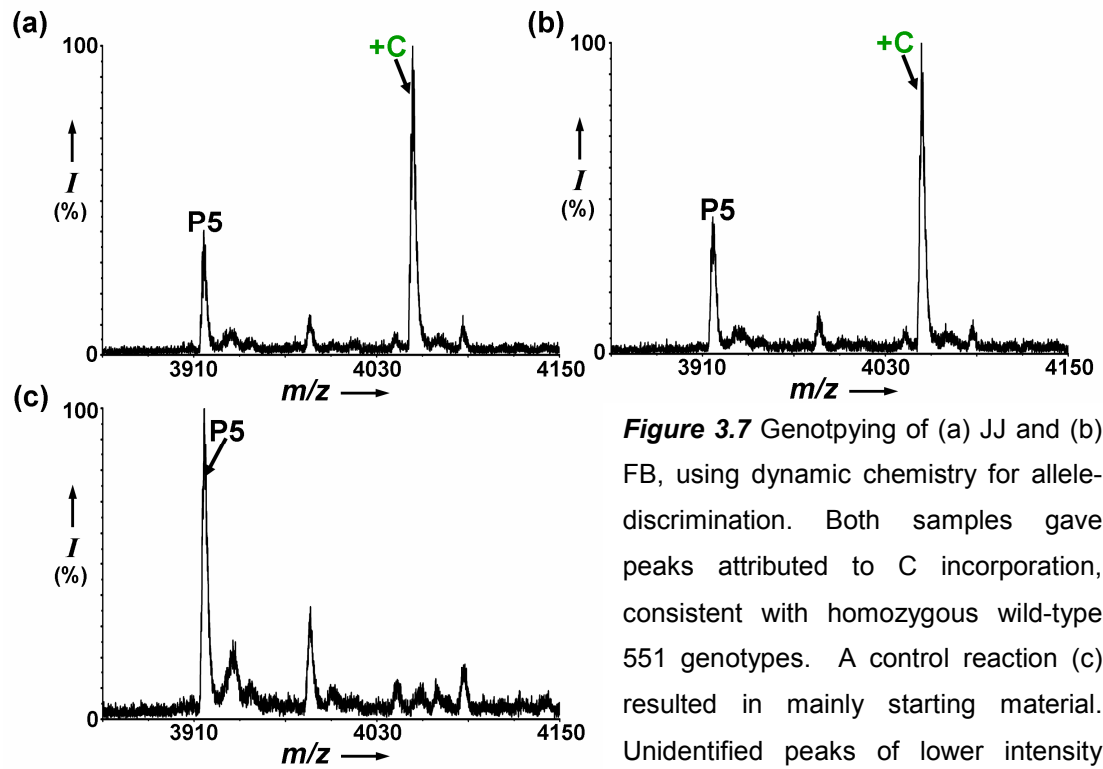 (a)
100
+C
I
(%)
P5
0
3910
4030
4150
m/z
(b)
100
+C
I
(%)
P5
0
3910
4030
4150
m/z
(c)
100
P5
I
(%)
0
3910
4030
4150
m/z
Figure 3.7 Genotpying of (a) JJ and (b)
FB, using dynamic chemistry for allele-
discrimination. Both samples gave
peaks attributed to C incorporation,
consistent with homozygous wild-type
551 genotypes. A control reaction (c)
resulted in mainly starting material.
Unidentified peaks of lower intensity